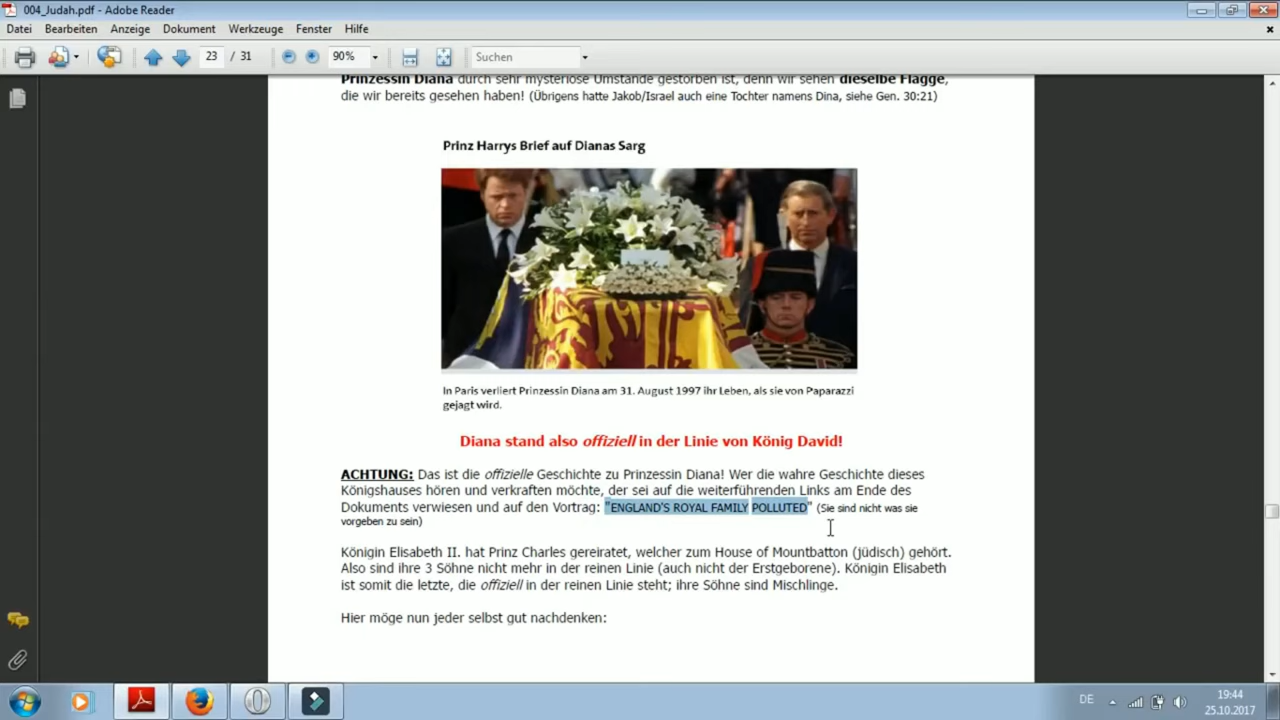 004_Judah.pdf - Adobe Reader
Datei Bearbeiten Anzeige Dokument Werkzeuge Fenster Hilfe
23 / 31 90% Suchen
Prinzessin Diana durch sehr mysteriöse Umstände gestorben ist, denn wir sehen dieselbe Flagge,
die wir bereits gesehen haben! (Übrigens hatte Jakob/Israel auch eine Tochter namens Dina, siehe Gen. 30:21)
Prinz Harrys Brief auf Dianas Sarg
In Paris verliert Prinzessin Diana am 31. August 1997 ihr Leben, als sie von Paparazzi
gejagt wird.
Diana stand also offiziell in der Linie von König David!
ACHTUNG: Das ist die offizielle Geschichte zu Prinzessin Diana! Wer die wahre Geschichte dieses
Königshauses hören und verkraften möchte, der sei auf die weiterführenden Links am Ende des
Dokuments verwiesen und auf den Vortrag: "ENGLAND'S ROYAL FAMILY POLLUTED" (Sie sind nicht was sie
vorgeben zu sein)
Königin Elisabeth II. hat Prinz Charles gereiratet, welcher zum House of Mountbatton (jüdisch) gehört.
Also sind ihre 3 Söhne nicht mehr in der reinen Linie (auch nicht der Erstgeborene). Königin Elisabeth
ist somit die letzte, die offiziell in der reinen Linie steht; ihre Söhne sind Mischlinge.
Hier möge nun jeder selbst gut nachdenken:
DE
19:44
25.10.2017